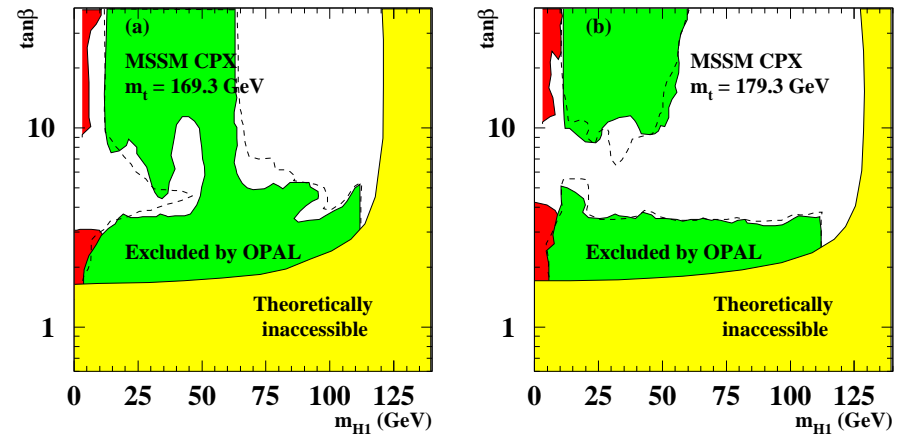 tanβ
10
1
(a)
MSSM CPX
m_t = 169.3 GeV
Excluded by OPAL
Theoretically
inaccessible
0 25 50 75 100 125
m_H1 (GeV)
tanβ
10
1
(b)
MSSM CPX
m_t = 179.3 GeV
Excluded by OPAL
Theoretically
inaccessible
0 25 50 75 100 125
m_H1 (GeV)